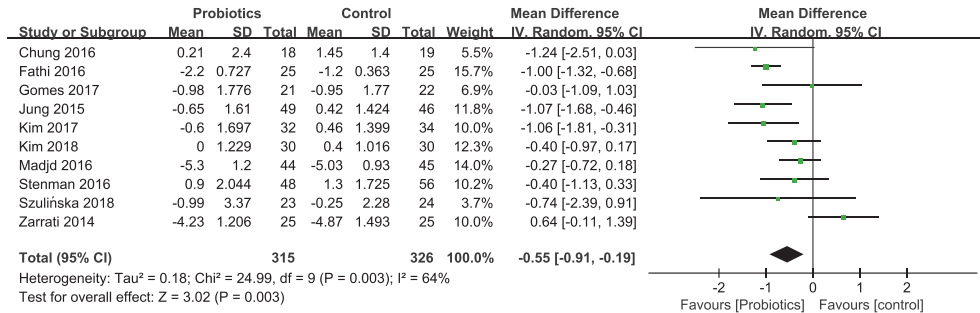 Probiotics Control Mean Difference Mean Difference
Study or Subgroup Mean SD Total Mean SD Total Weight IV. Random. 95% CI IV. Random. 95% CI
Chung 2016 0.21 2.4 18 1.45 1.4 19 5.5% -1.24 [-2.51, 0.03]
Fathi 2016 -2.2 0.727 25 -1.2 0.363 25 15.7% -1.00 [-1.32, -0.68]
Gomes 2017 -0.98 1.776 21 -0.95 1.77 22 6.9% -0.03 [-1.09, 1.03]
Jung 2015 -0.65 1.61 49 0.42 1.424 46 11.8% -1.07 [-1.68, -0.46]
Kim 2017 -0.6 1.697 32 0.46 1.399 34 10.0% -1.06 [-1.81, -0.31]
Kim 2018 0 1.229 30 0.4 1.016 30 12.3% -0.40 [-0.97, 0.17]
Madjd 2016 -5.3 1.2 44 -5.03 0.93 45 14.0% -0.27 [-0.72, 0.18]
Stenman 2016 0.9 2.044 48 1.3 1.725 56 10.2% -0.40 [-1.13, 0.33]
Szulińska 2018 -0.99 3.37 23 -0.25 2.28 24 3.7% -0.74 [-2.39, 0.91]
Zarrati 2014 -4.23 1.206 25 -4.87 1.493 25 10.0% 0.64 [-0.11, 1.39]
Total (95% CI) 315 326 100.0% -0.55 [-0.91, -0.19]
Heterogeneity: Tau² = 0.18; Chi² = 24.99, df = 9 (P = 0.003); I² = 64%
Test for overall effect: Z = 3.02 (P = 0.003)
-2 -1 0 1 2
Favours [Probiotics] Favours [control]